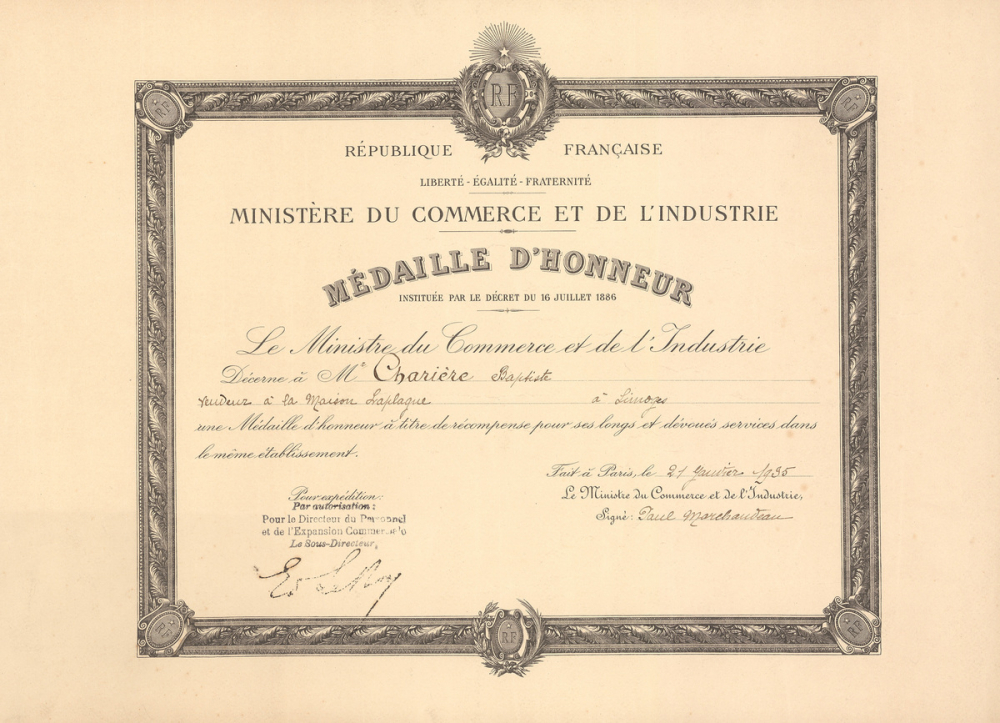 R.F
RF
RF
RÉPUBLIQUE FRANÇAISE
LIBERTÉ - ÉGALITÉ - FRATERNITÉ
MINISTÈRE DU COMMERCE ET DE L'INDUSTRIE
MÉDAILLE D'HONNEUR
INSTITUÉE PAR LE DÉCRET DU 16 JUILLET 1886
Le Ministre du Commerce et de l'Industrie
Décerne à Mr Charière Baptiste
vendeur à la Maison Laplagne à Limoges
une Médaille d'honneur à titre de récompense pour ses longs et dévoués services dans
le même établissement.
Fait à Paris, le 21 Janvier 1935
Le Ministre du Commerce et de l'Industrie,
Signé: Paul Marchandeau
Pour expédition:
Par autorisation:
Pour le Directeur du Personnel
et de l'Expansion Commerciale
Le Sous-Directeur,
RF
RF
RF